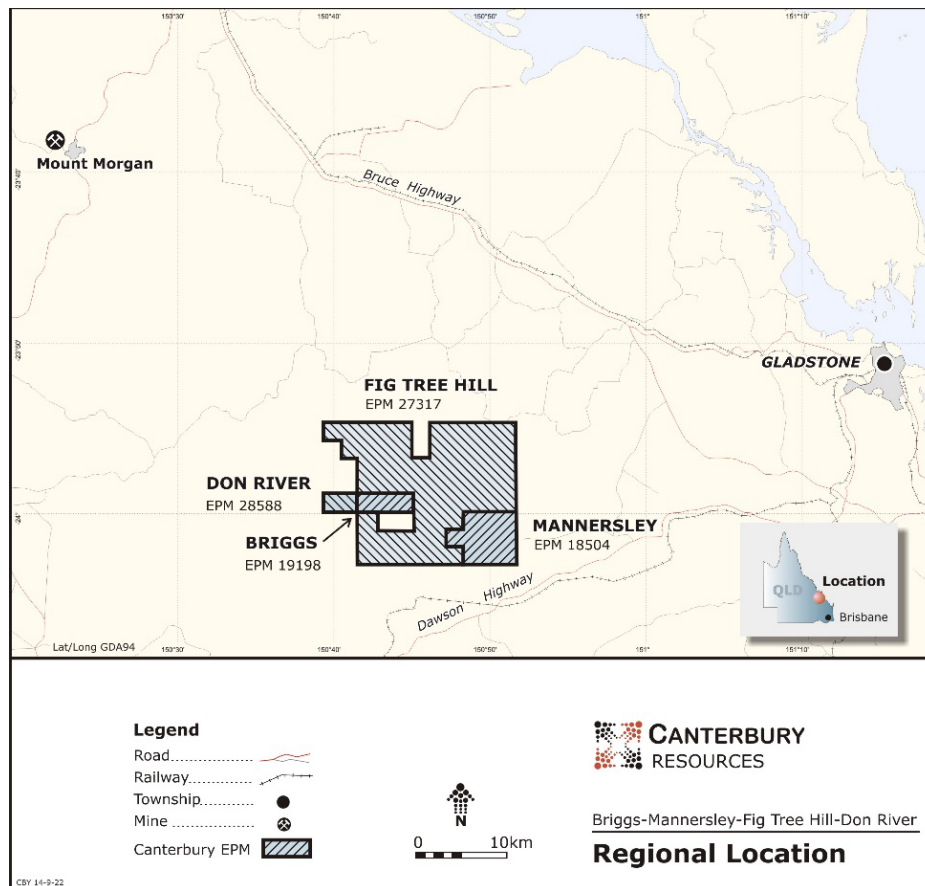 150°30'
150°40'
150°50'
151°
151°10'
-23°40'
-23°50'
-24°
Mount Morgan
Bruce Highway
GLADSTONE
FIG TREE HILL
EPM 27317
DON RIVER
EPM 28588
BRIGGS
EPM 19198
MANNERSLEY
EPM 18504
Dawson Highway
QLD
Location
Brisbane
Lat/Long GDA94
150°30'
150°40'
150°50'
151°
151°10'
Legend
Road
Railway
Township
Mine
Canterbury EPM
N
0 10km
CANTERBURY
RESOURCES
Briggs-Mannersley-Fig Tree Hill-Don River
Regional Location
CBY 14-9-22